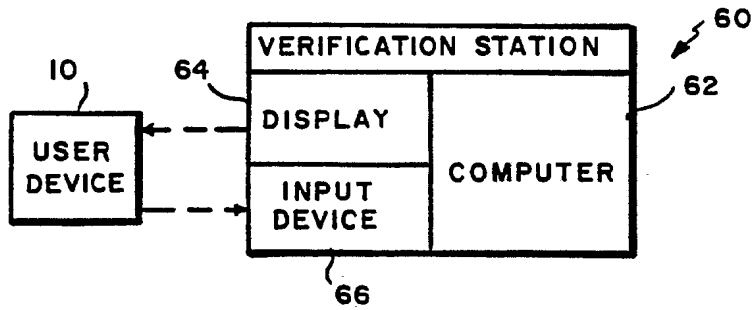 60
VERIFICATION STATION
10
64
62
DISPLAY
USER
DEVICE
COMPUTER
INPUT
DEVICE
66